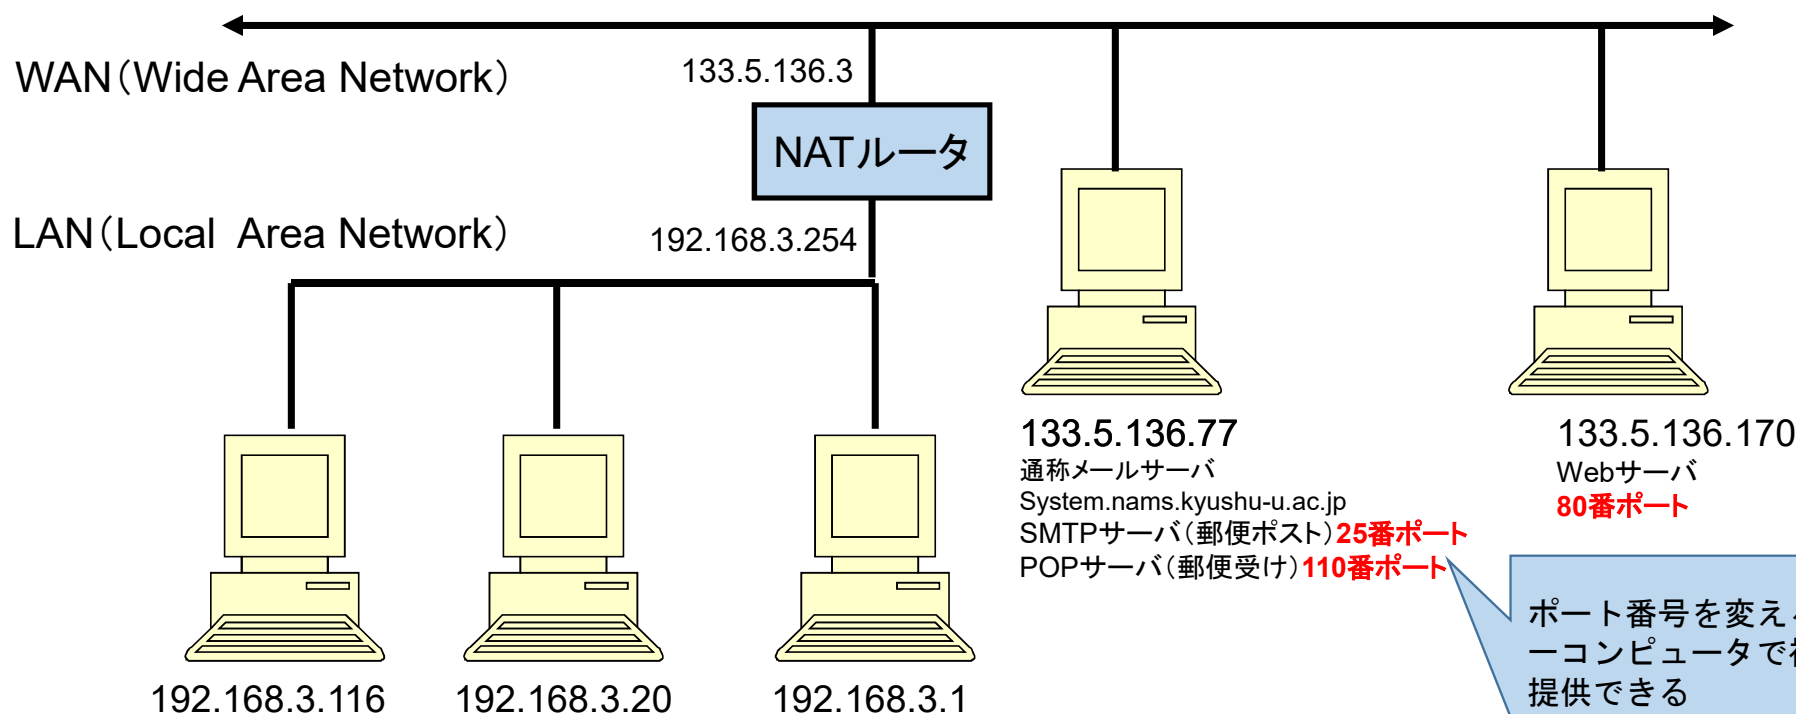 WAN（Wide Area Network）
133.5.136.3
NATルータ
LAN（Local Area Network）
192.168.3.254
133.5.136.77
通称メールサーバ
System.nams.kyushu-u.ac.jp
SMTPサーバ（郵便ポスト）25番ポート
POPサーバ（郵便受け）110番ポート
133.5.136.170
Webサーバ
80番ポート
ポート番号を変え
ーコンピュータで
提供できる
192.168.3.116
192.168.3.20
192.168.3.1